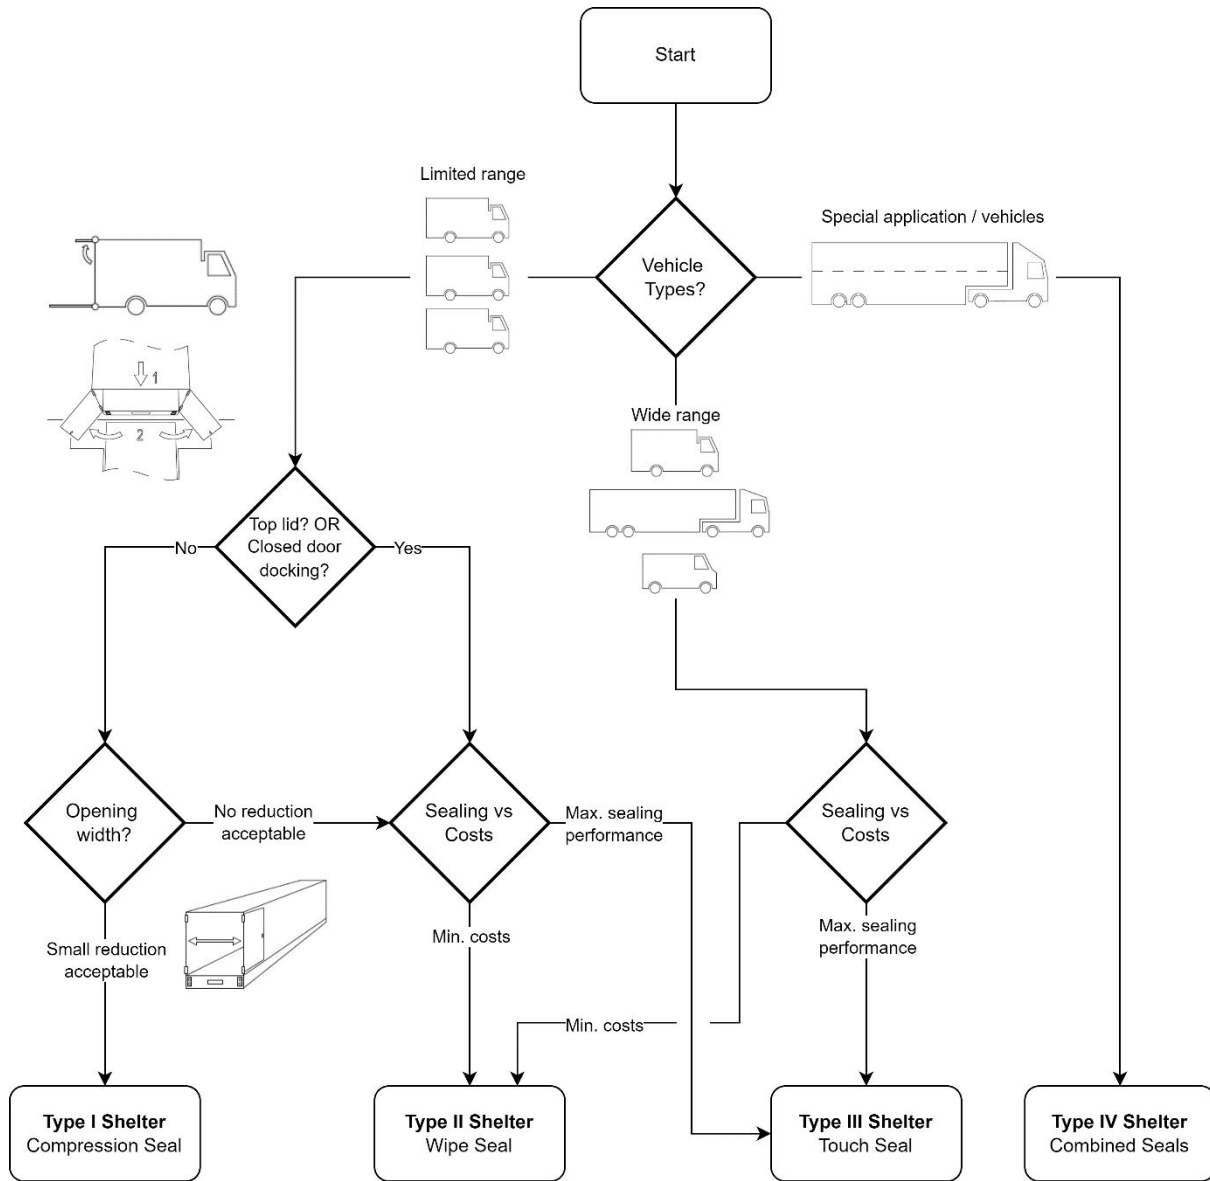 Start
Limited range
Special application / vehicles
Vehicle
Types?
1
2
Wide range
Top lid? OR
Closed door
docking?
No
Yes
Opening
width?
No reduction
acceptable
Sealing vs
Costs
Max. sealing
performance
Sealing vs
Costs
Small reduction
acceptable
Min. costs
Max. sealing
performance
Min. costs
Type I Shelter
Compression Seal
Type II Shelter
Wipe Seal
Type III Shelter
Touch Seal
Type IV Shelter
Combined Seals